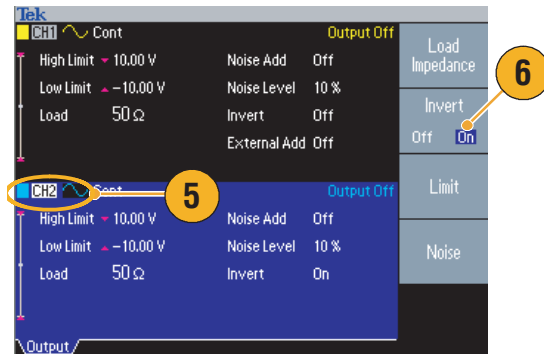 Tek
CH1 Cont Output Off
High Limit 10.00 V Noise Add Off
Low Limit -10.00 V Noise Level 10 %
Load 50 Ω Invert Off
External Add Off
CH2 Cont Output Off
High Limit 10.00 V Noise Add Off
Low Limit -10.00 V Noise Level 10 %
Load 50 Ω Invert On
Output
Load
Impedance
Invert
Off On
Limit
Noise
5
6